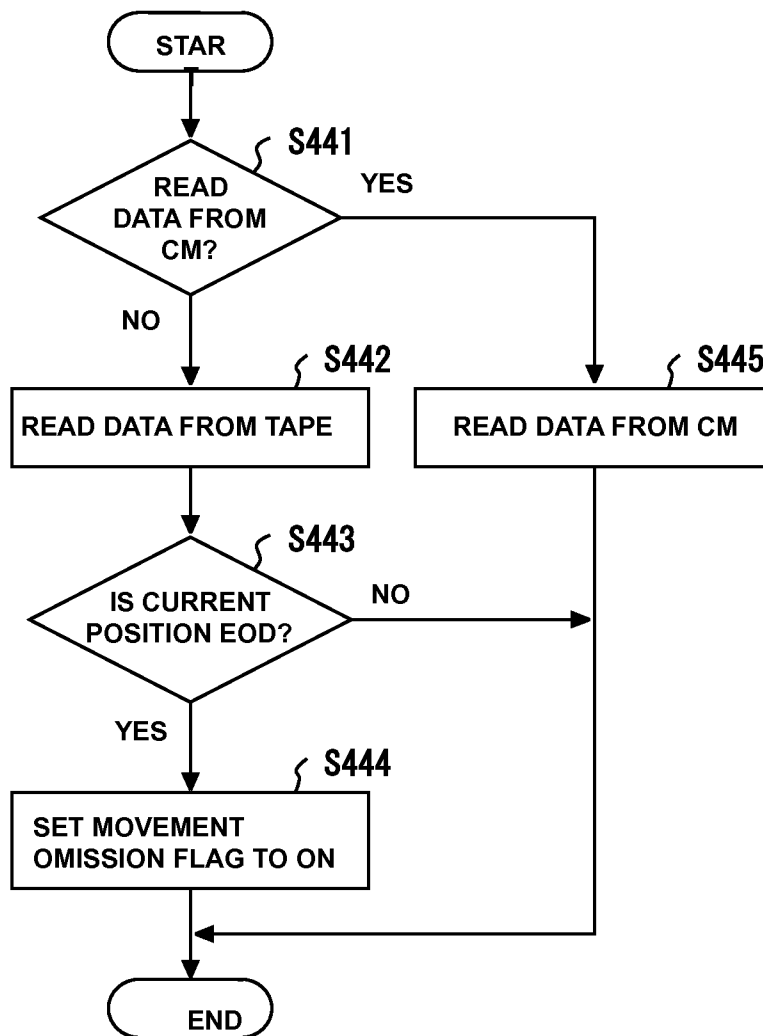 STAR
S441
READ
DATA FROM
CM?
YES
NO
S442
READ DATA FROM TAPE
S445
READ DATA FROM CM
S443
IS CURRENT
POSITION EOD?
NO
YES
S444
SET MOVEMENT
OMISSION FLAG TO ON
END